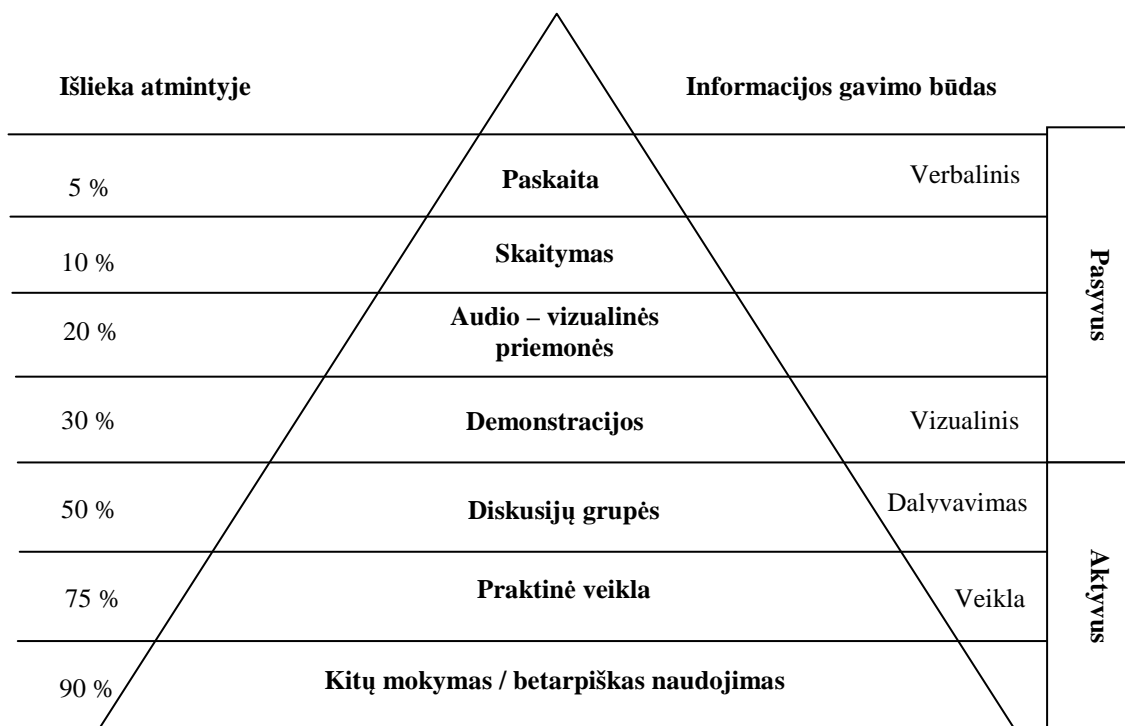 Išlieka atmintyje
Informacijos gavimo būdas
5 %
Paskaita
Verbalinis
10 %
Skaitymas
20 %
Audio – vizualinės
priemonės
30 %
Demonstracijos
Vizualinis
Pasyvus
50 %
Diskusijų grupės
Dalyvavimas
75 %
Praktinė veikla
Veikla
Aktyvus
90 %
Kitų mokymas / betarpiškas naudojimas